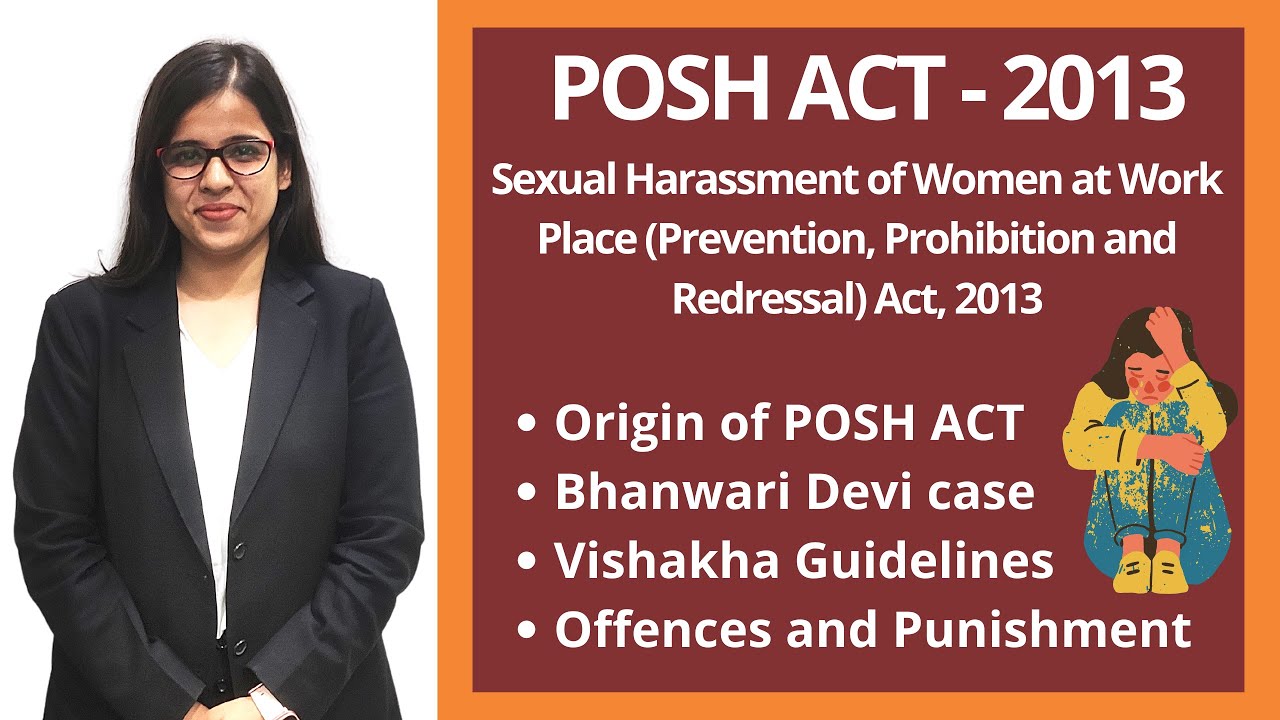 POSH ACT - 2013
Sexual Harassment of Women at Work
Place (Prevention, Prohibition and
Redressal) Act, 2013
• Origin of POSH ACT
• Bhanwari Devi case
• Vishakha Guidelines
• Offences and Punishment